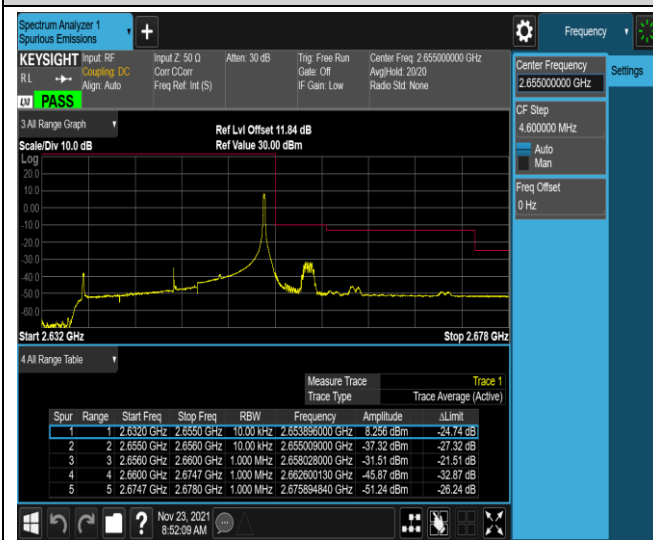 Spectrum Analyzer 1
Spurious Emissions
+
Frequency
KEYSIGHT Input: RF
RL Coupling: DC
Align: Auto
Input Z: 50 Ω
Corr CCorr
Freq Ref: Int (S)
Atten: 30 dB
Trig: Free Run
Gate: Off
IF Gain: Low
Center Freq: 2.655000000 GHz
Avg|Hold: 20/20
Radio Std: None
LXI PASS
Center Frequency
2.655000000 GHz
Settings
CF Step
4.600000 MHz
Auto
Man
Freq Offset
0 Hz
3 All Range Graph
Scale/Div 10.0 dB
Ref Lvl Offset 11.84 dB
Ref Value 30.00 dBm
Log
20.0
10.0
0.00
-10.0
-20.0
-30.0
-40.0
-50.0
-60.0
Start 2.632 GHz
Stop 2.678 GHz
4 All Range Table
Measure Trace Trace 1
Trace Type Trace Average (Active)
Spur Range Start Freq Stop Freq RBW Frequency Amplitude ΔLimit
1 1 2.6320 GHz 2.6550 GHz 10.00 kHz 2.653896000 GHz 8.256 dBm -24.74 dB
2 2 2.6550 GHz 2.6560 GHz 10.00 kHz 2.655009000 GHz -37.32 dBm -27.32 dB
3 3 2.6560 GHz 2.6600 GHz 1.000 MHz 2.658028000 GHz -31.51 dBm -21.51 dB
4 4 2.6600 GHz 2.6747 GHz 1.000 MHz 2.662600130 GHz -45.87 dBm -32.87 dB
5 5 2.6747 GHz 2.6780 GHz 1.000 MHz 2.675894840 GHz -51.24 dBm -26.24 dB
?
Nov 23, 2021
8:52:09 AM